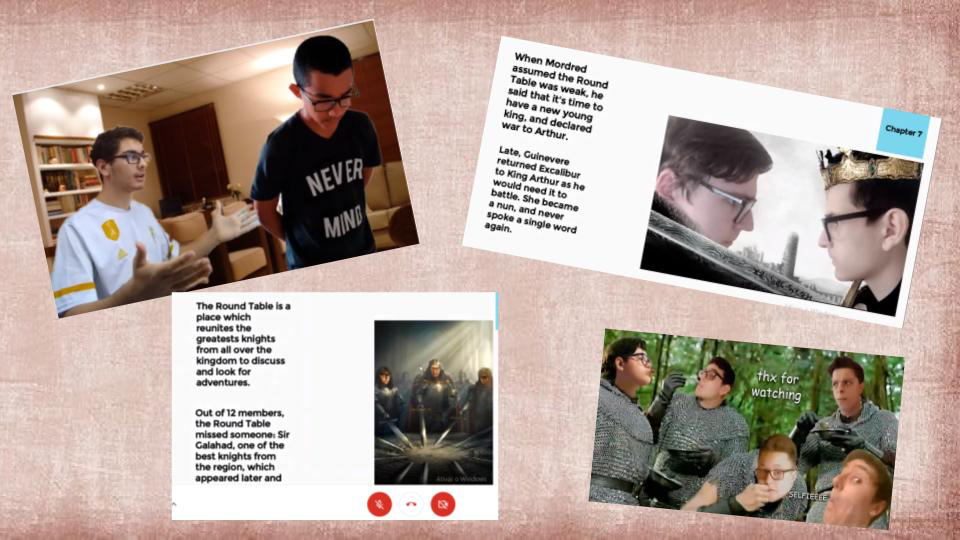 NEVER
MIND
When Mordred
assumed the Round
Table was weak, he
said that it's time to
have a new young
king, and declared
war to Arthur.
Late, Guinevere
returned Excalibur
to King Arthur as he
would need it to
battle. She became
a nun, and never
spoke a single word
again.
Chapter 7
The Round Table is a
place which
reunites the
greatests knights
from all over the
kingdom to discuss
and look for
adventures.
Out of 12 members,
the Round Table
missed someone: Sir
Galahad, one of the
best knights from
the region, which
appeared later and
Ativar o Windows
thx for
watching
SELFIEEEE